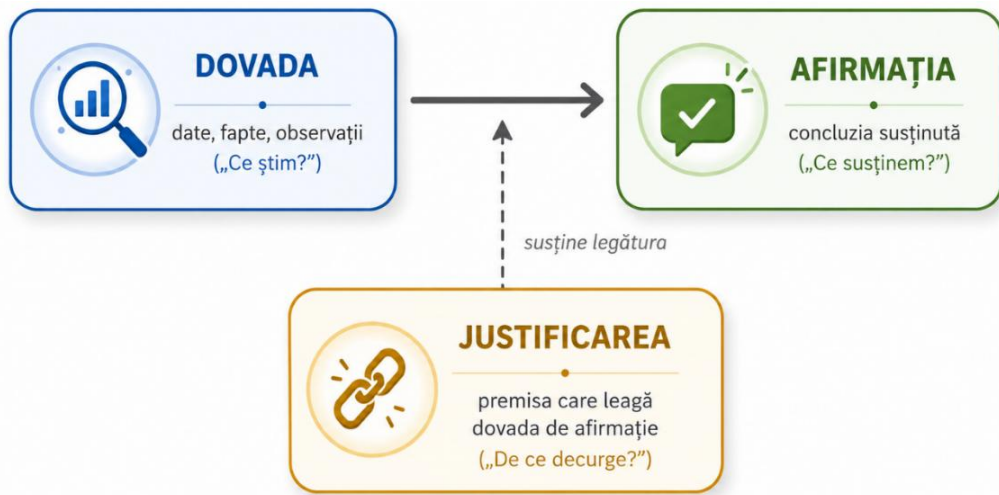 DOVADA
date, fapte, observații
(„Ce știm?”)
AFIRMAȚIA
concluzia susținută
(„Ce susținem?”)
susține legătura
JUSTIFICAREA
premisa care leagă
dovada de afirmație
(„De ce decurge?”)